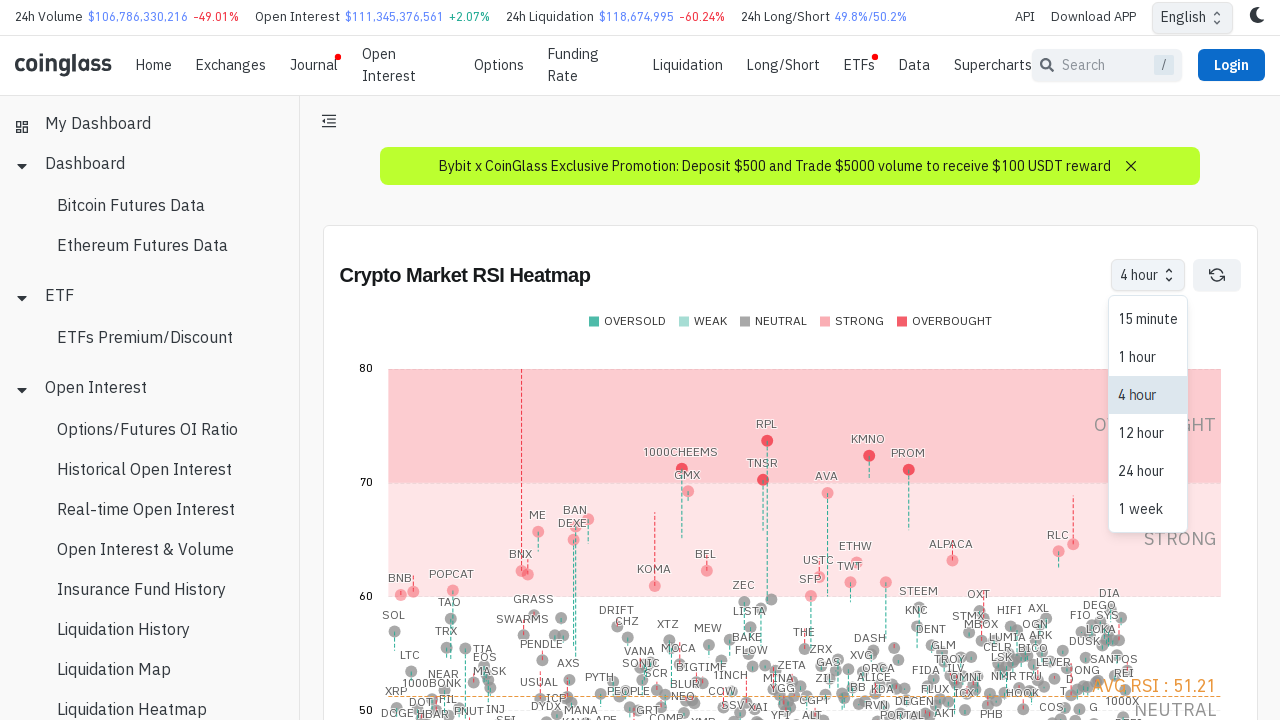 24h Volume $106,786,330,216 -49.01% Open Interest $111,345,376,561 +2.07% 24h Liquidation $118,674,995 -60.24% 24h Long/Short 49.8%/50.2% API Download APP English
coinglass Home Exchanges Journal Open Interest Options Funding Rate Liquidation Long/Short ETFs Data Supercharts Search / Login
My Dashboard
Dashboard
Bitcoin Futures Data
Ethereum Futures Data
ETF
ETFs Premium/Discount
Open Interest
Options/Futures OI Ratio
Historical Open Interest
Real-time Open Interest
Open Interest & Volume
Insurance Fund History
Liquidation History
Liquidation Map
Liquidation Heatmap
Bybit x CoinGlass Exclusive Promotion: Deposit $500 and Trade $5000 volume to receive $100 USDT reward
Crypto Market RSI Heatmap 4 hour
15 minute
1 hour
4 hour
12 hour
24 hour
1 week
OVERSOLD WEAK NEUTRAL STRONG OVERBOUGHT
80
RPL
KMNO
1000CHEEMS PROM
TNSR
GMX AVA
70
BAN
ME DEXE
RLC STRONG
ALPACA
ETHW
BNX BEL
USTC
TWT
KOMA
POPCAT
BNB SFP
ZEC
STEEM OXT DIA
60
GRASS TAO
DEGO
DRIFT LISTA KNC HIFI AXL
SOL SWARMS CHZ STMX FIO SYS
XTZ MEW MBOX OGN
TRX THE DENT LOKA
BAKE DASH LUMIA ARK DUSK
PENDLE GLM CELR BICO
TIA VANA MOCA FLOW ZRX
LTC EOS AXS SONIC GAS XVG TROY LSK LEVER SANTOS
NEAR MASK SCR BIGTIME 1INCH ZETA ORCA FIDA ILV ONG REI
USUAL PYTH MINA ZIL ALICE OMNI NMR TRU
1000BONK BLUR AVG RSI : 51.21
XRP PEOPLE NEO CQW YGG BB KDA FLUX ICX HOOK
DOT FIL ICP SSV CGPT RVN DEGEN 1000X
DOGE HBAR PNUT INJ DYDX MANA GRT XAI COS G NEUTRAL
50 APE COMP YFI ALT PORTAL AKT PHB